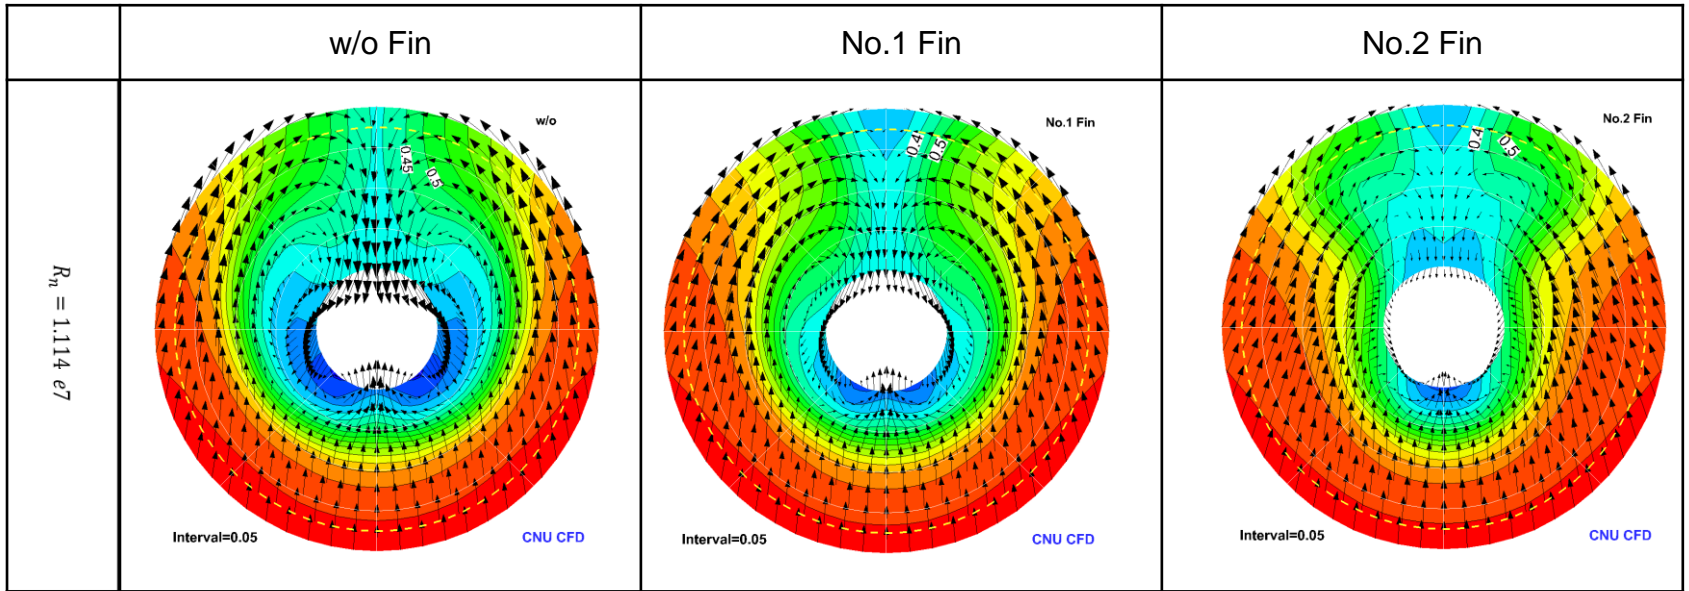 w/o Fin
No.1 Fin
No.2 Fin
R_n = 1.114 e7
w/o
0.45
0.5
Interval=0.05
CNU CFD
No.1 Fin
0.4
0.5
Interval=0.05
CNU CFD
No.2 Fin
0.4
0.5
Interval=0.05
CNU CFD